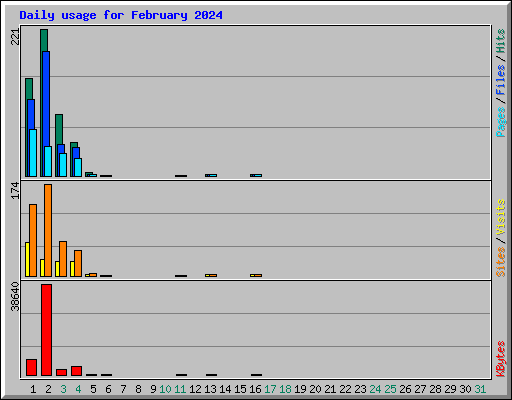 Daily usage for February 2024
221
Pages / Files / Hits
174
Sites / Visits
38640
KBytes
1 2 3 4 5 6 7 8 9 10 11 12 13 14 15 16 17 18 19 20 21 22 23 24 25 26 27 28 29 30 31